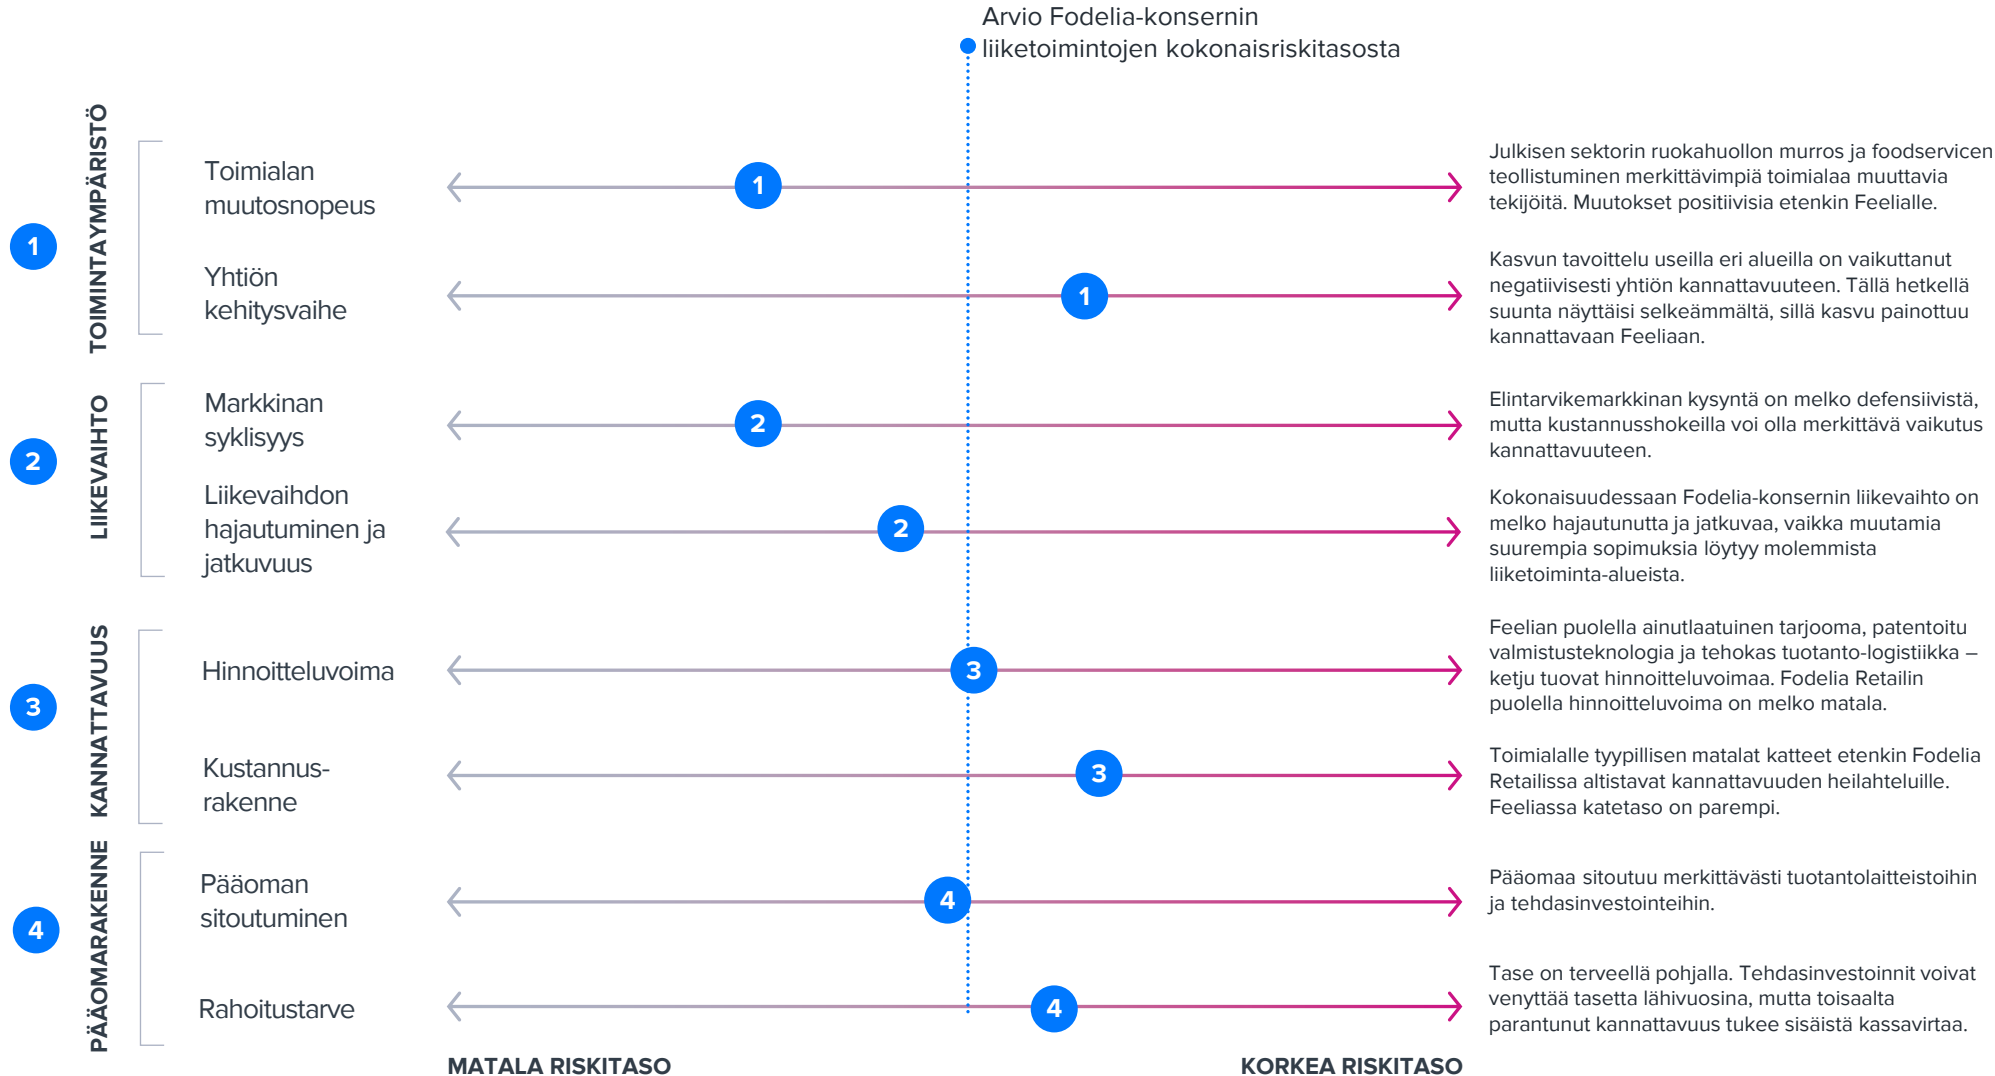 Arvio Fodelia-konsernin
liiketoimintojen kokonaisriskitasosta
1
TOIMINTAYMPÄRISTÖ
Toimialan
muutosnopeus
1
Julkisen sektorin ruokahuollon murros ja foodservicen
teollistuminen merkittävimpiä toimialaa muuttavia
tekijöitä. Muutokset positiivisia etenkin Feelialle.
Yhtiön
kehitysvaihe
1
Kasvun tavoittelu useilla eri alueilla on vaikuttanut
negatiivisesti yhtiön kannattavuuteen. Tällä hetkellä
suunta näyttäisi selkeämmältä, sillä kasvu painottuu
kannattavaan Feeliaan.
2
LIIKEVAIHTO
Markkinan
syklisyys
2
Elintarvikemarkkinan kysyntä on melko defensiivistä,
mutta kustannusshokeilla voi olla merkittävä vaikutus
kannattavuuteen.
Liikevaihdon
hajautuminen ja
jatkuvuus
2
Kokonaisuudessaan Fodelia-konsernin liikevaihto on
melko hajautunutta ja jatkuvaa, vaikka muutamia
suurempia sopimuksia löytyy molemmista
liiketoiminta-alueista.
3
KANNATTAVUUS
Hinnoitteluvoima
3
Feelian puolella ainutlaatuinen tarjooma, patentoitu
valmistusteknologia ja tehokas tuotanto-logistiikka –
ketju tuovat hinnoitteluvoimaa. Fodelia Retailin
puolella hinnoitteluvoima on melko matala.
Kustannus-
rakenne
3
Toimialalle tyypillisen matalat katteet etenkin Fodelia
Retailissa altistavat kannattavuuden heilahteluille.
Feeliassa katetaso on parempi.
4
PÄÄOMARAKENNE
Pääoman
sitoutuminen
4
Pääomaa sitoutuu merkittävästi tuotantolaitteistoihin
ja tehdasinvestointeihin.
Rahoitustarve
4
Tase on terveellä pohjalla. Tehdasinvestoinnit voivat
venyttää tasetta lähivuosina, mutta toisaalta
parantunut kannattavuus tukee sisäistä kassavirtaa.
MATALA RISKITASO
KORKEA RISKITASO